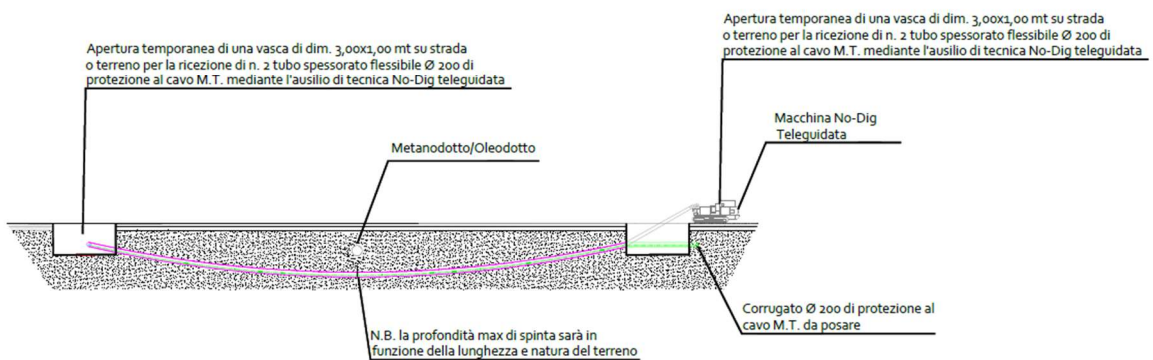 Apertura temporanea di una vasca di dim. 3,00x1,00 mt su strada
o terreno per la ricezione di n. 2 tubo spessorato flessibile Ø 200 di
protezione al cavo M.T. mediante l'ausilio di tecnica No-Dig teleguidata
Apertura temporanea di una vasca di dim. 3,00x1,00 mt su strada
o terreno per la ricezione di n. 2 tubo spessorato flessibile Ø 200 di
protezione al cavo M.T. mediante l'ausilio di tecnica No-Dig teleguidata
Metanodotto/Oleodotto
Macchina No-Dig
Teleguidata
Corrugato Ø 200 di protezione al
cavo M.T. da posare
N.B. la profondità max di spinta sarà in
funzione della lunghezza e natura del terreno